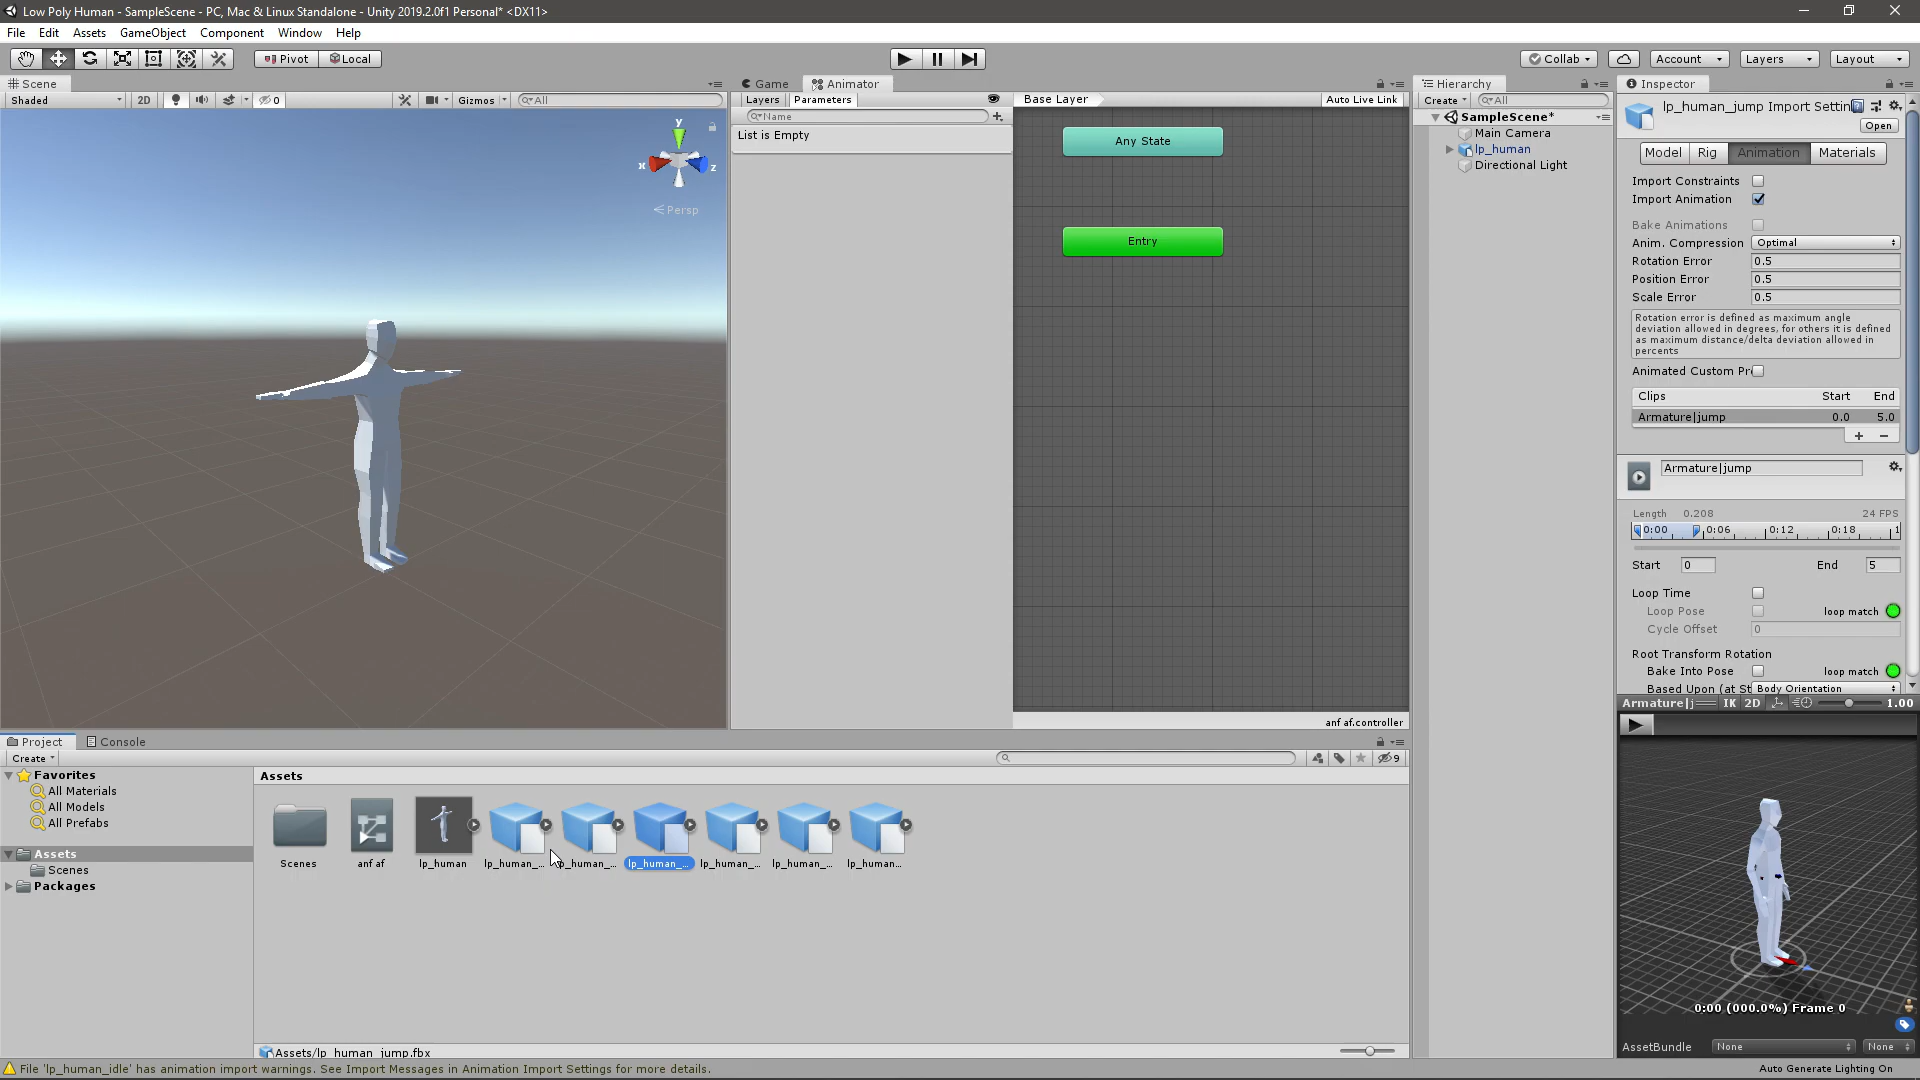 Low Poly Human - SampleScene - PC, Mac & Linux Standalone - Unity 2019.2.0f1 Personal* <DX11>
File Edit Assets GameObject Component Window Help
Pivot Local
Collab Account Layers Layout
Scene
Shaded 2D 0 Gizmos All
y
x
z
Persp
Game Animator
Layers Parameters
Name
List is Empty
Base Layer Auto Live Link
Any State
Entry
anf af.controller
Hierarchy
Create All
SampleScene*
Main Camera
lp_human
Directional Light
Inspector
lp_human_jump Import Settin
Open
Model Rig Animation Materials
Import Constraints
Import Animation
Bake Animations
Anim. Compression Optimal
Rotation Error 0.5
Position Error 0.5
Scale Error 0.5
Rotation error is defined as maximum angle
deviation allowed in degrees, for others it is defined
as maximum distance/delta deviation allowed in
percents
Animated Custom Pr
Clips Start End
Armature|jump 0.0 5.0
Armature|jump
Length 0.208 24 FPS
0:00 0:06 0:12 0:18 1
Start 0 End 5
Loop Time
Loop Pose loop match
Cycle Offset 0
Root Transform Rotation
Bake Into Pose loop match
Based Upon (at St Body Orientation
Armature|j IK 2D 1.00
0:00 (000.0%) Frame 0
AssetBundle None None
Project Console
Create
9
Favorites
All Materials
All Models
All Prefabs
Assets
Scenes
Packages
Assets
Scenes anf af lp_human lp_human_... p_human_... lp_human_... lp_human_... lp_human_... lp_human...
Assets/lp_human_jump.fbx
File 'lp_human_idle' has animation import warnings. See Import Messages in Animation Import Settings for more details.
Auto Generate Lighting On